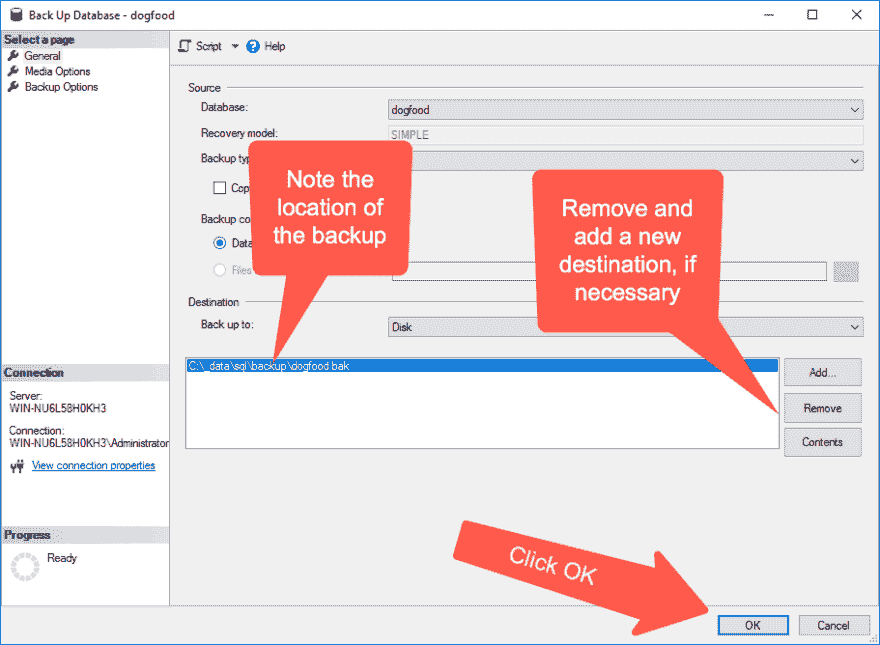 Back Up Database - dogfood
Select a page
General
Media Options
Backup Options
Script
Help
Source
Database:
dogfood
Recovery model:
SIMPLE
Backup typ
Cop
Backup co
Data
Files
Note the
location of
the backup
Remove and
add a new
destination, if
necessary
Destination
Back up to:
Disk
C:\_data\sql\backup\dogfood.bak
Add...
Remove
Contents
Connection
Server:
WIN-NU6L58H0KH3
Connection:
WIN-NU6L58H0KH3\Administrator
View connection properties
Progress
Ready
Click OK
OK
Cancel